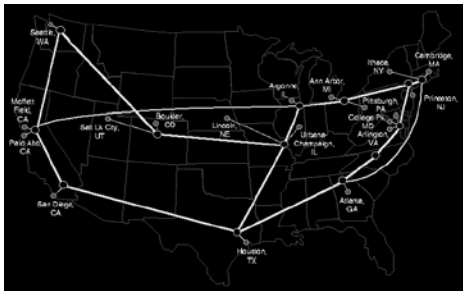 Seattle,
WA
Ithaca,
NY
Cambridge,
MA
Ann Arbor,
MI
Argonne,
IL
Moffett
Field,
CA
Palo Alto,
CA
Salt Lk City,
UT
Boulder,
CO
Lincoln,
NE
Urbana-
Champaign,
IL
Pittsburgh,
PA
College Pk,
MD
Arlington,
VA
Princeton,
NJ
San Diego,
CA
Atlanta,
GA
Houston,
TX